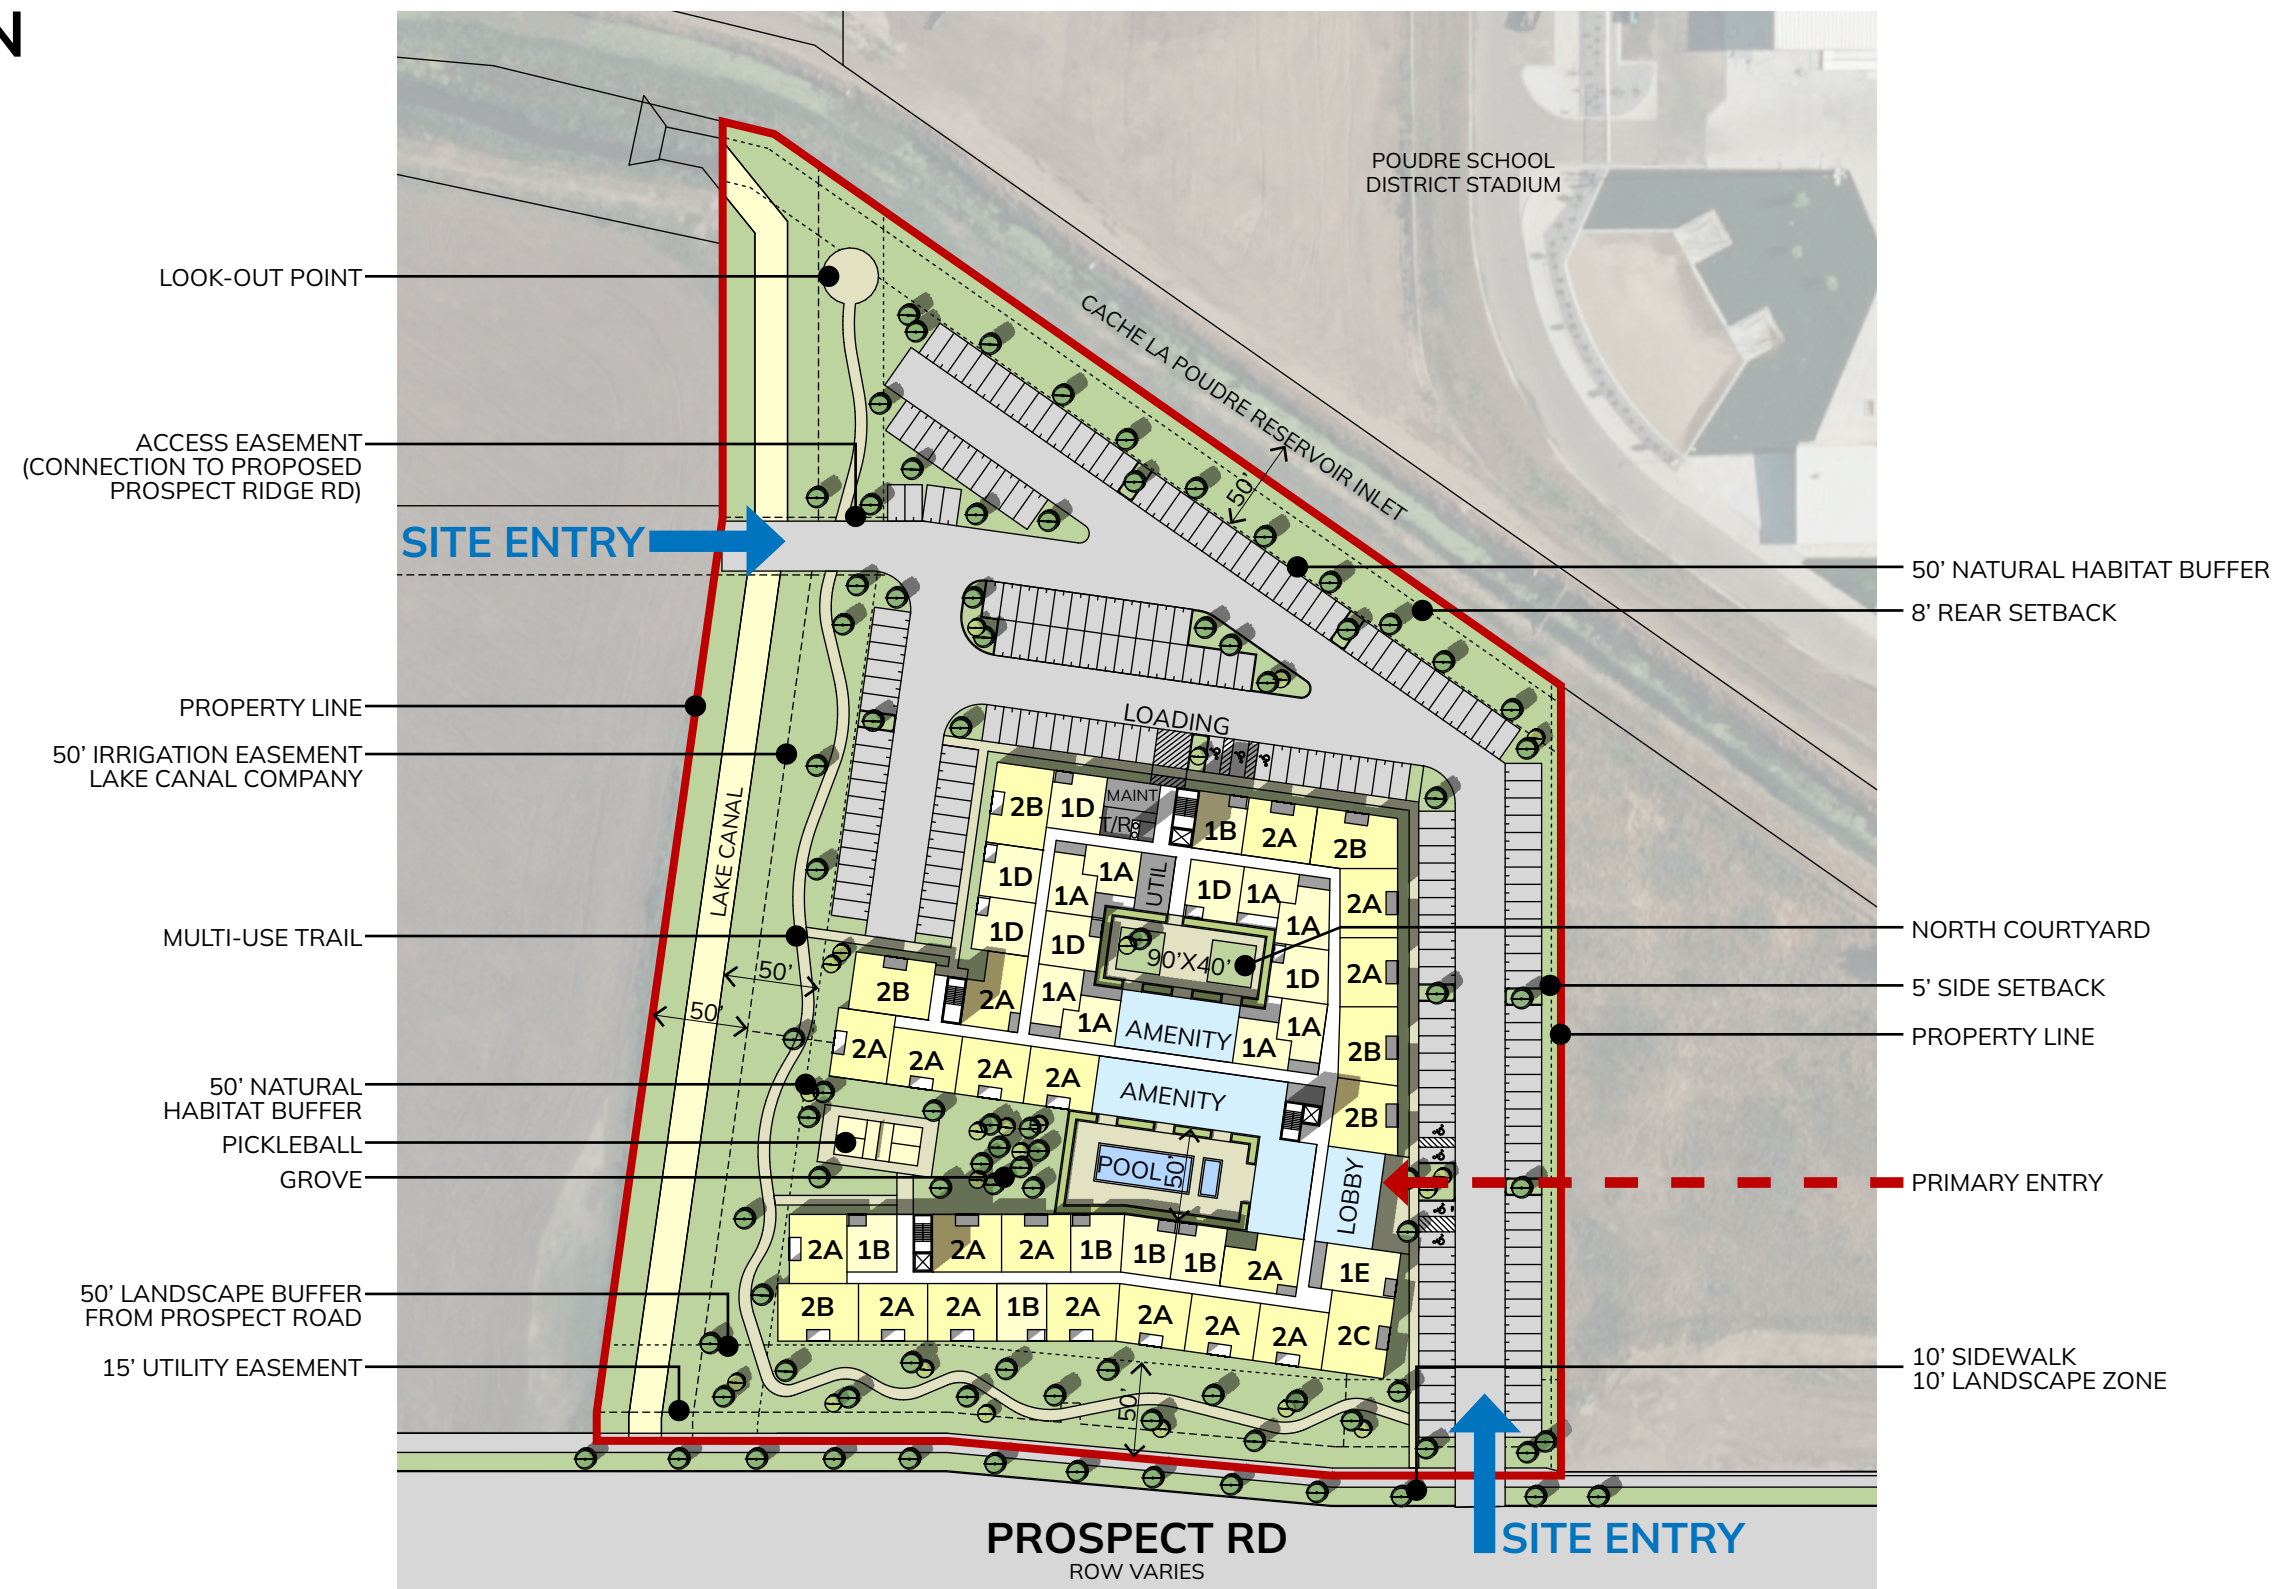 N
POUDRE SCHOOL
DISTRICT STADIUM
LOOK-OUT POINT
CACHE LA POUDRE RESERVOIR INLET
50'
ACCESS EASEMENT
(CONNECTION TO PROPOSED
PROSPECT RIDGE RD)
SITE ENTRY
50' NATURAL HABITAT BUFFER
8' REAR SETBACK
PROPERTY LINE
50' IRRIGATION EASEMENT
LAKE CANAL COMPANY
LOADING
LAKE CANAL
2B
1D
MAINT
T/R
1B
2A
2B
1D
1A
1A
UTIL
1D
1A
1A
2A
1D
1D
MULTI-USE TRAIL
NORTH COURTYARD
90'X40'
50'
50'
2B
2A
1A
1A
AMENITY
1D
1A
1A
2A
5' SIDE SETBACK
PROPERTY LINE
2A
2A
2A
2A
AMENITY
2B
2B
50' NATURAL
HABITAT BUFFER
PICKLEBALL
GROVE
POOL
50'
LOBBY
PRIMARY ENTRY
2A
1B
2A
2A
1B
1B
1B
2A
1E
2B
2A
2A
1B
2A
2A
2A
2A
2C
50' LANDSCAPE BUFFER
FROM PROSPECT ROAD
15' UTILITY EASEMENT
50'
10' SIDEWALK
10' LANDSCAPE ZONE
PROSPECT RD
ROW VARIES
SITE ENTRY